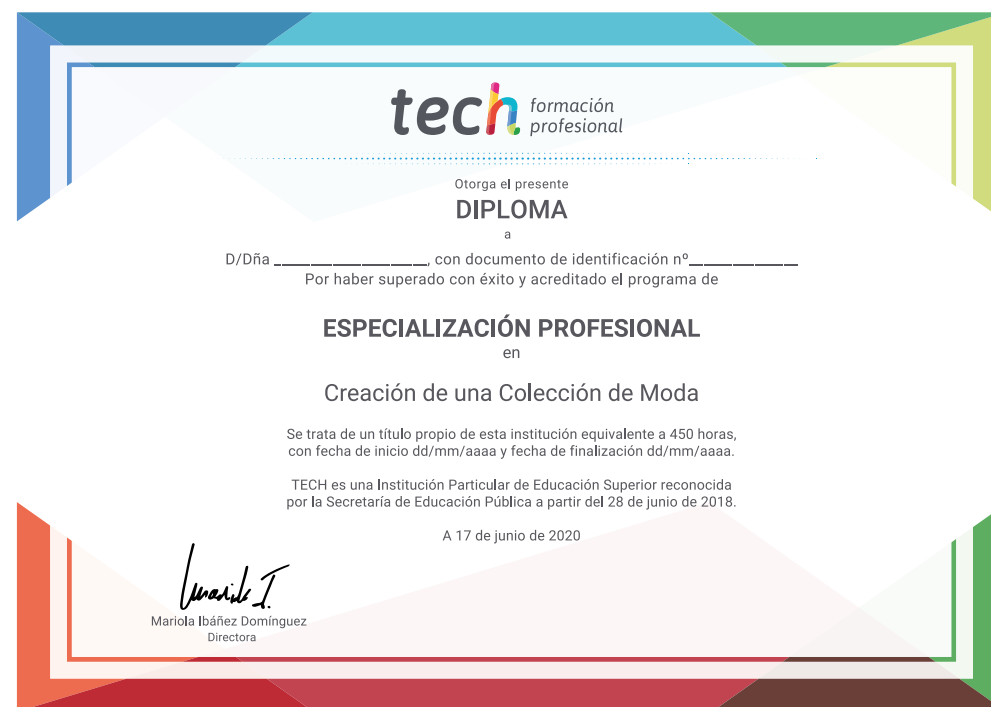 tech formación
profesional
Otorga el presente
DIPLOMA
a
D/Dña ____________________, con documento de identificación nº______________
Por haber superado con éxito y acreditado el programa de
ESPECIALIZACIÓN PROFESIONAL
en
Creación de una Colección de Moda
Se trata de un título propio de esta institución equivalente a 450 horas,
con fecha de inicio dd/mm/aaaa y fecha de finalización dd/mm/aaaa.
TECH es una Institución Particular de Educación Superior reconocida
por la Secretaría de Educación Pública a partir del 28 de junio de 2018.
A 17 de junio de 2020
Mariola I.
Mariola Ibáñez Domínguez
Directora